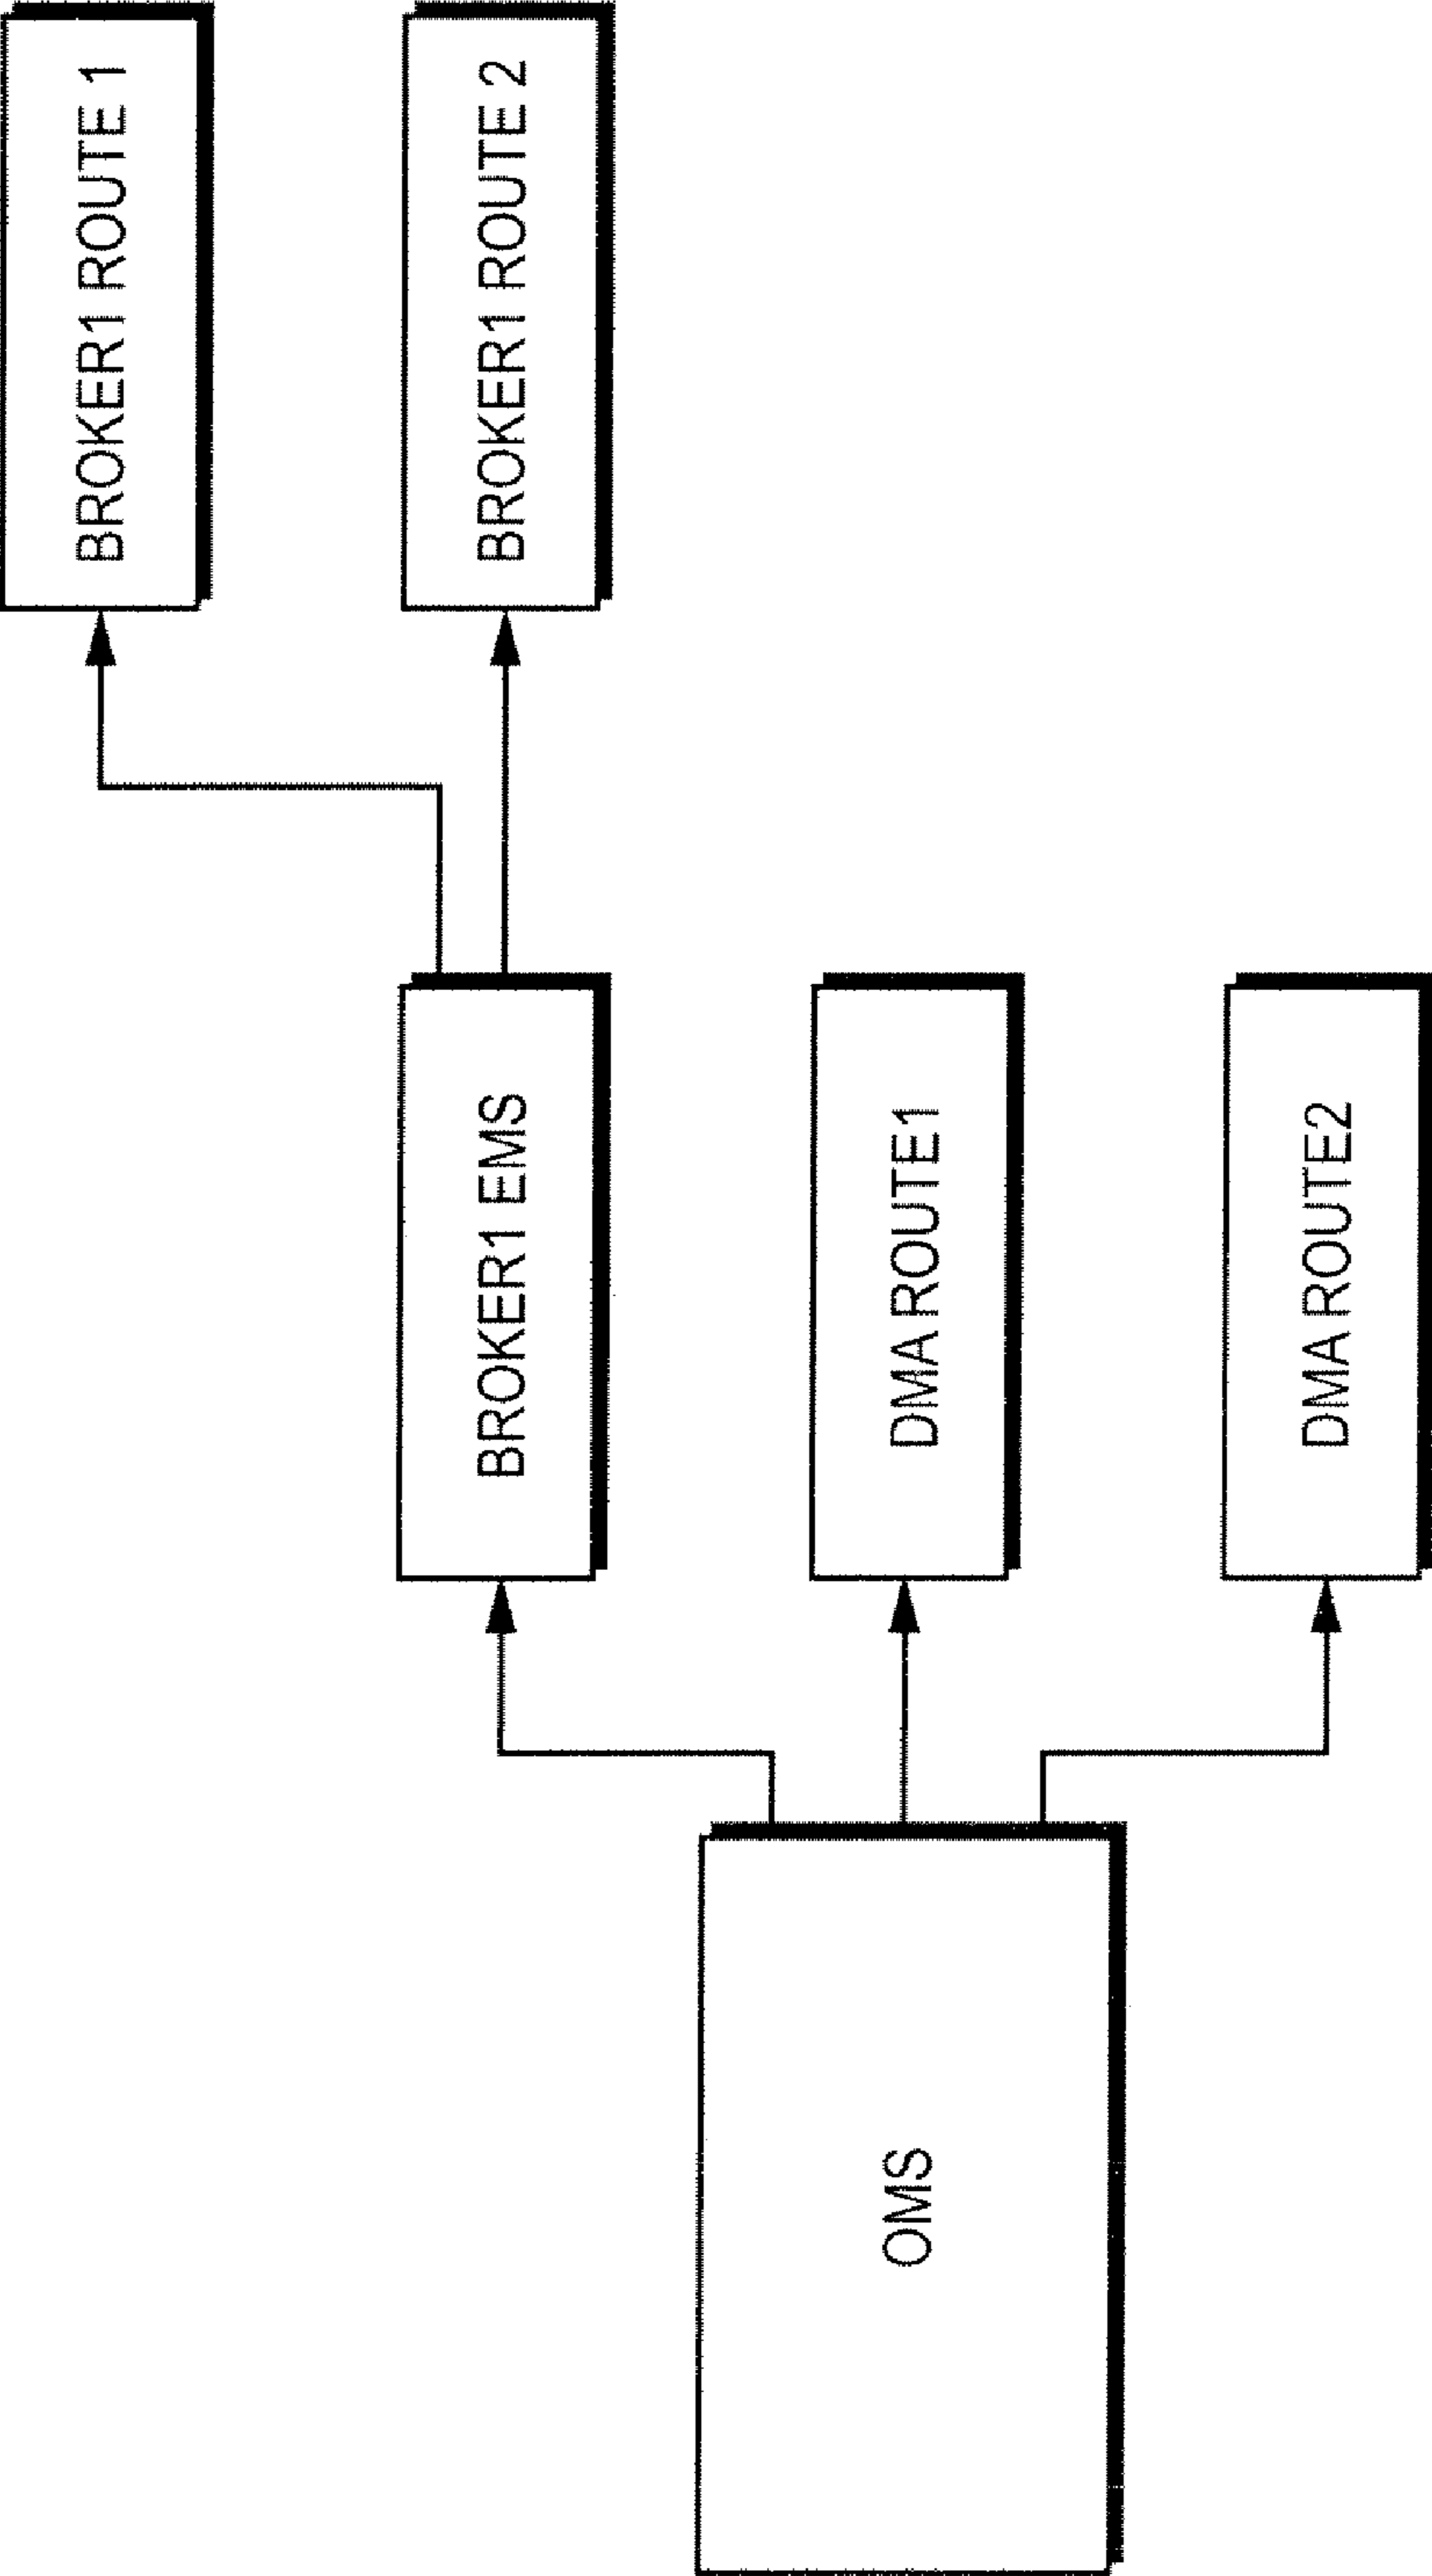 BROKER1 ROUTE 1
BROKER1 ROUTE 2
BROKER1 EMS
DMA ROUTE1
DMA ROUTE2
OMS